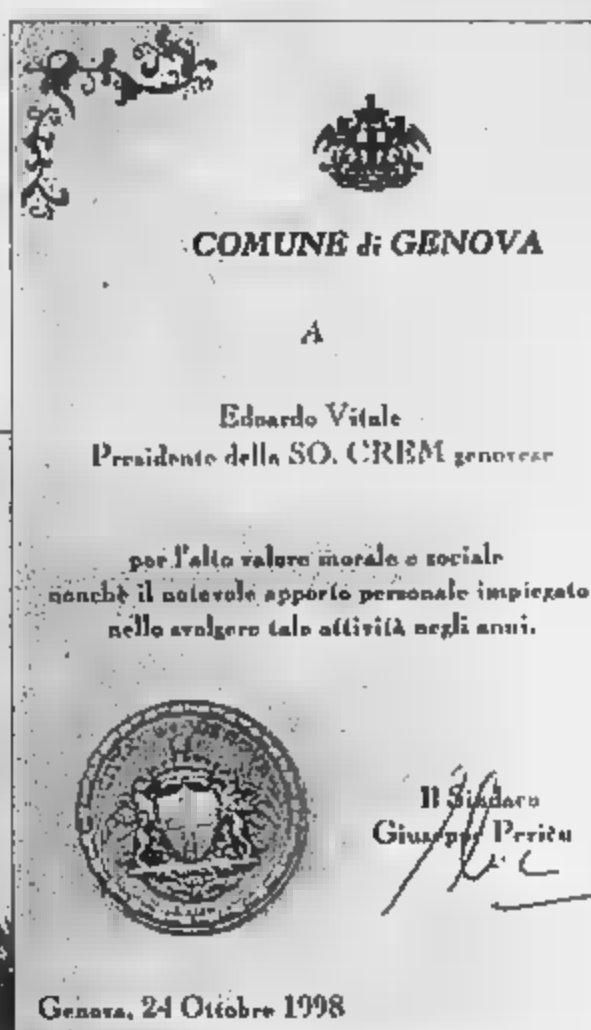 COMUNE di GENOVA
A
Edoardo Vitale
Presidente della SO. CREM genovese
per l'alto valore morale e sociale
nonchè il notevole apporto personale impiegato
nello svolgere tale attività negli anni.
Il Sindaco
Giuseppe Pericu
Genova, 24 Ottobre 1998